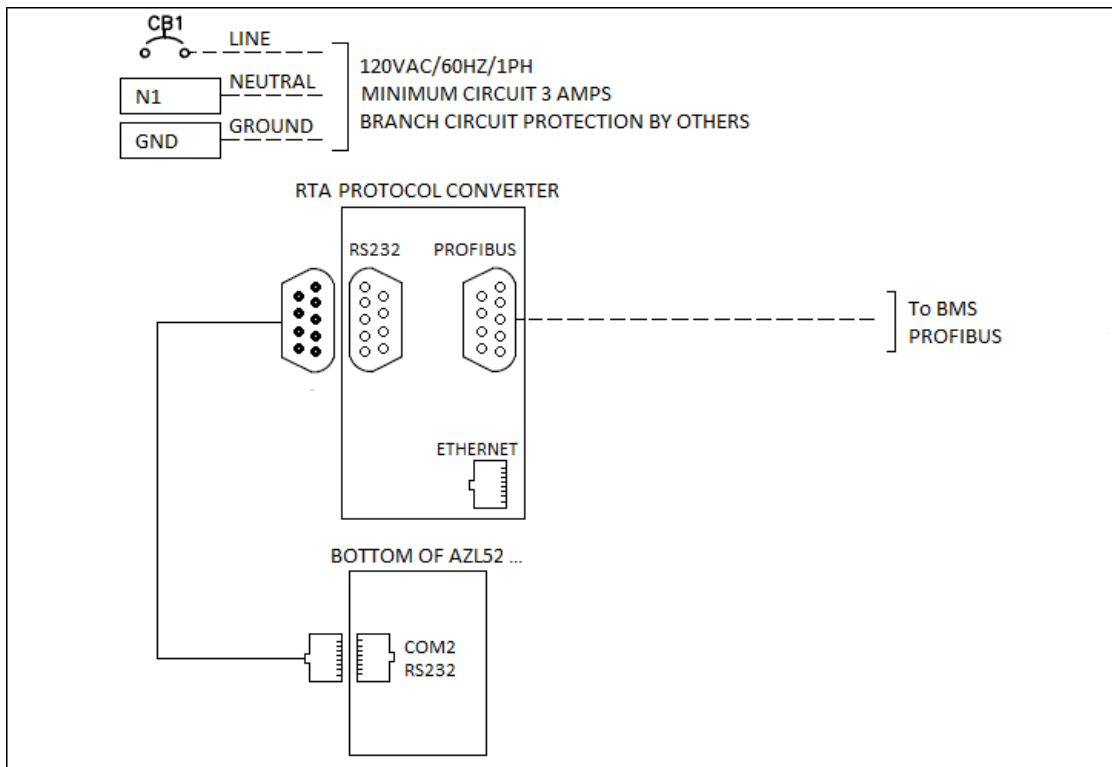 CB1
LINE
NEUTRAL
N1
GROUND
GND
120VAC/60HZ/1PH
MINIMUM CIRCUIT 3 AMPS
BRANCH CIRCUIT PROTECTION BY OTHERS
RTA PROTOCOL CONVERTER
RS232
PROFIBUS
To BMS
PROFIBUS
ETHERNET
BOTTOM OF AZL52 ...
COM2
RS232